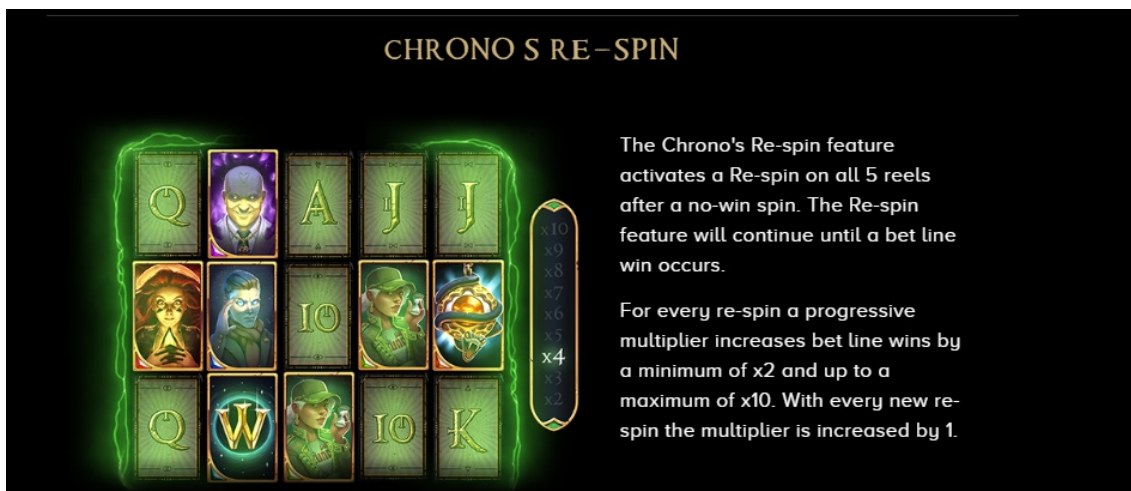 CHRONO S RE-SPIN
The Chrono's Re-spin feature
activates a Re-spin on all 5 reels
after a no-win spin. The Re-spin
feature will continue until a bet line
win occurs.
For every re-spin a progressive
multiplier increases bet line wins by
a minimum of x2 and up to a
maximum of x10. With every new re-
spin the multiplier is increased by 1.
Q A J J
10
Q W 10 K
x10
x9
x8
x7
x6
x5
x4
x3
x2